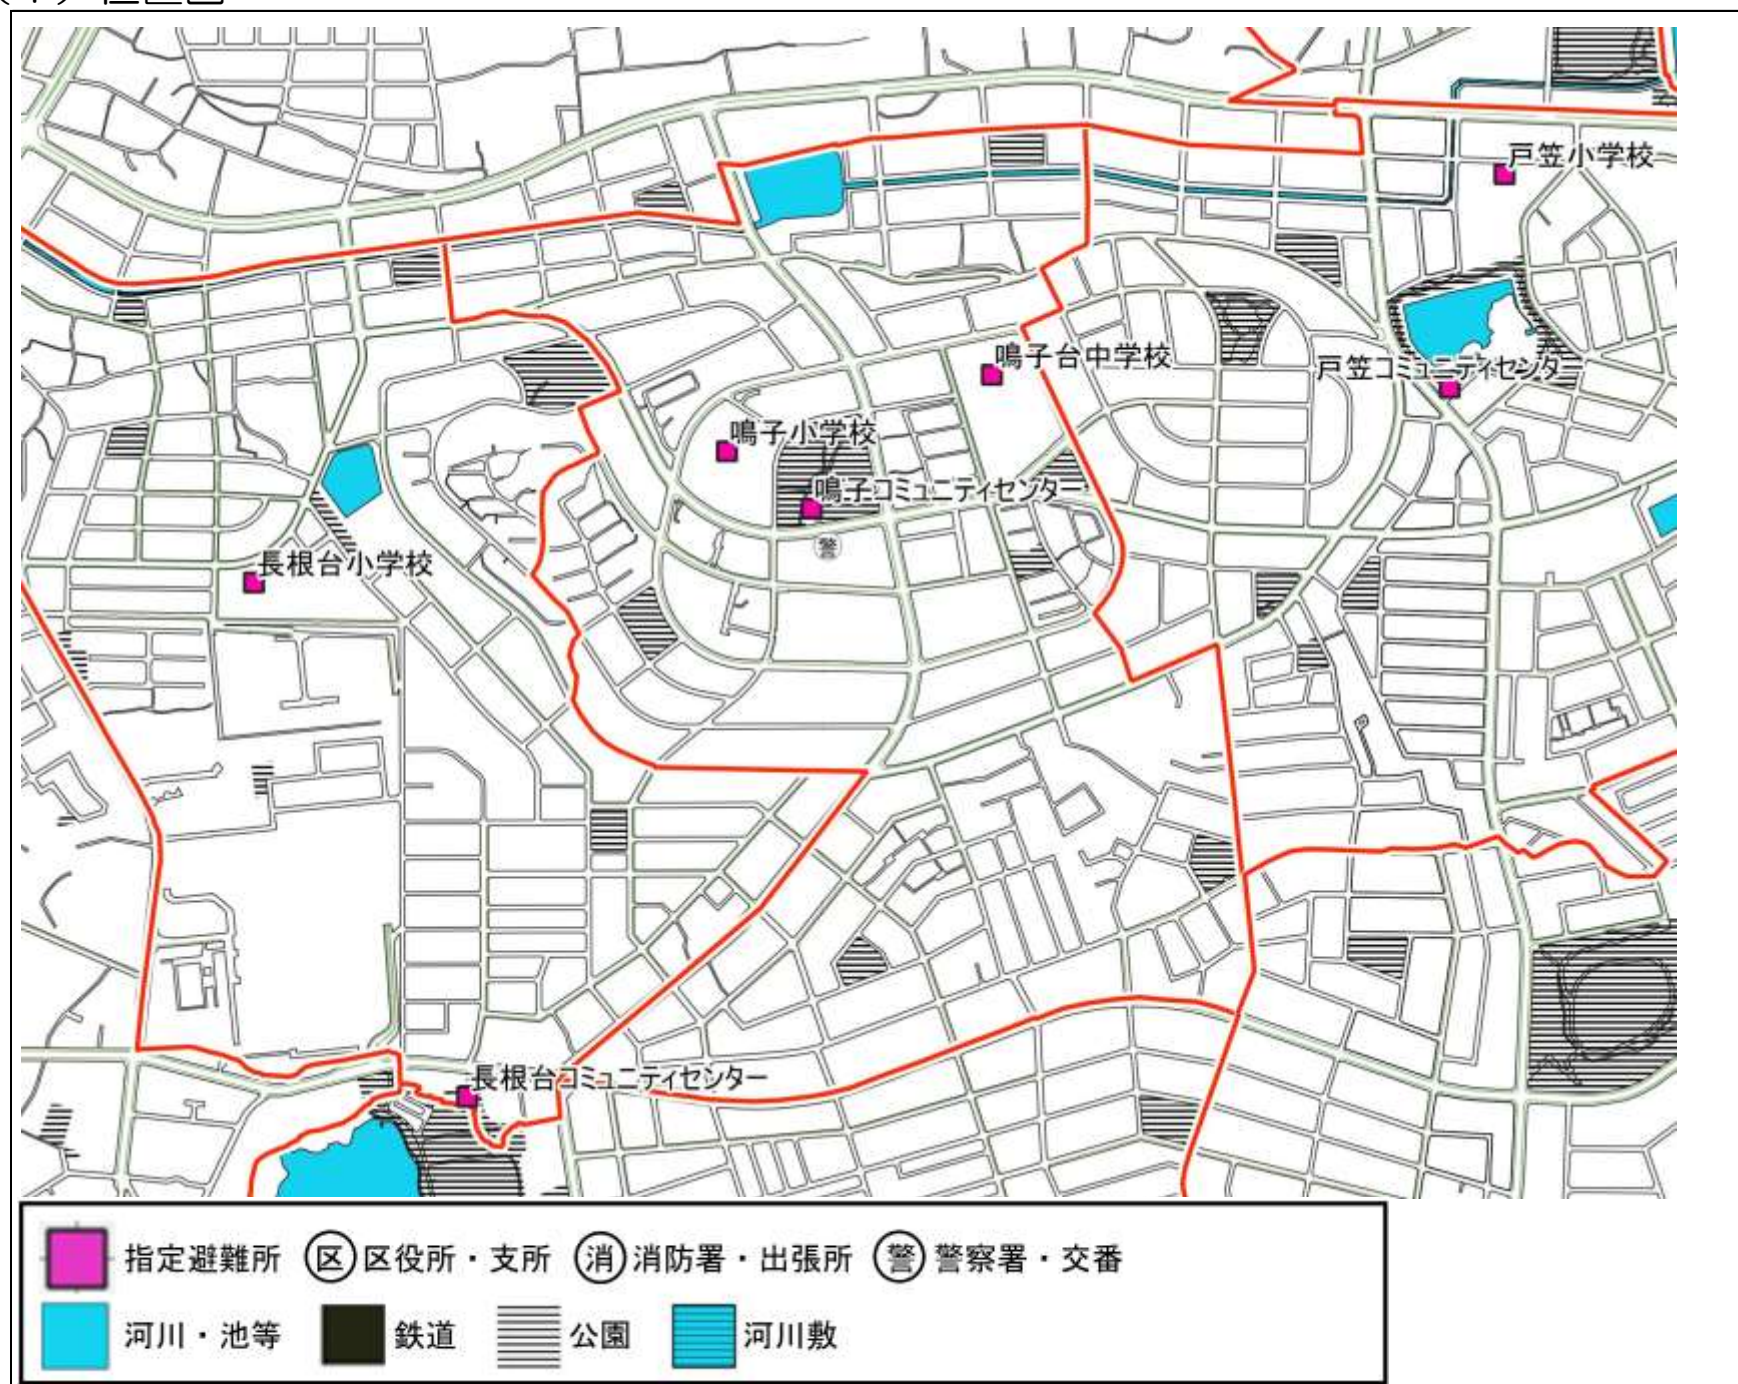 戸笠小学校
鳴子台中学校
戸笠コミュニティセンター
鳴子小学校
鳴子コミュニティセンター
警
長根台小学校
長根台コミュニティセンター
指定避難所 区 区役所・支所 消 消防署・出張所 警 警察署・交番
河川・池等 鉄道 公園 河川敷